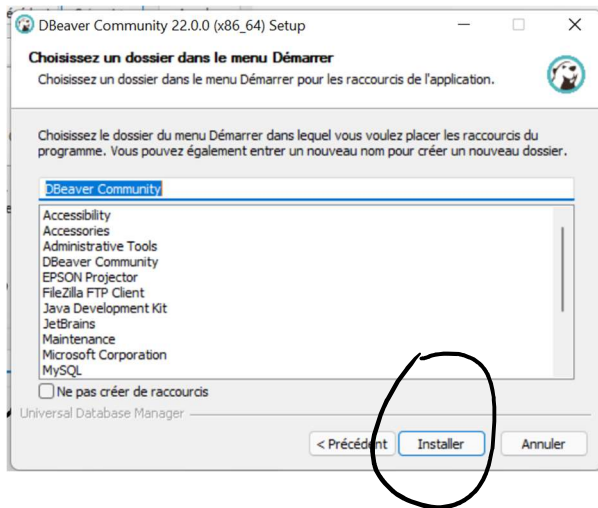 DBeaver Community 22.0.0 (x86_64) Setup
Choisissez un dossier dans le menu Démarrer
Choisissez un dossier dans le menu Démarrer pour les raccourcis de l'application.
Choisissez le dossier du menu Démarrer dans lequel vous voulez placer les raccourcis du
programme. Vous pouvez également entrer un nouveau nom pour créer un nouveau dossier.
DBeaver Community
Accessibility
Accessories
Administrative Tools
DBeaver Community
EPSON Projector
FileZilla FTP Client
Java Development Kit
JetBrains
Maintenance
Microsoft Corporation
MySQL
Ne pas créer de raccourcis
Universal Database Manager
< Précédent Installer Annuler